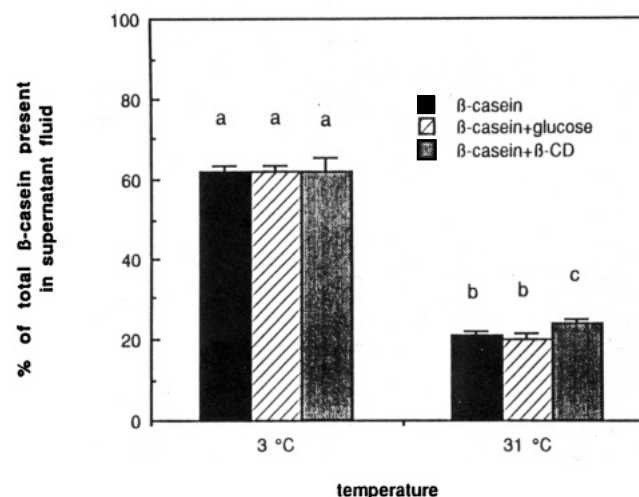 % of total ß-casein present
in supernatant fluid
100
80
60
40
20
0
a a a
b b c
ß-casein
ß-casein+glucose
ß-casein+ß-CD
3 °C 31 °C
temperature